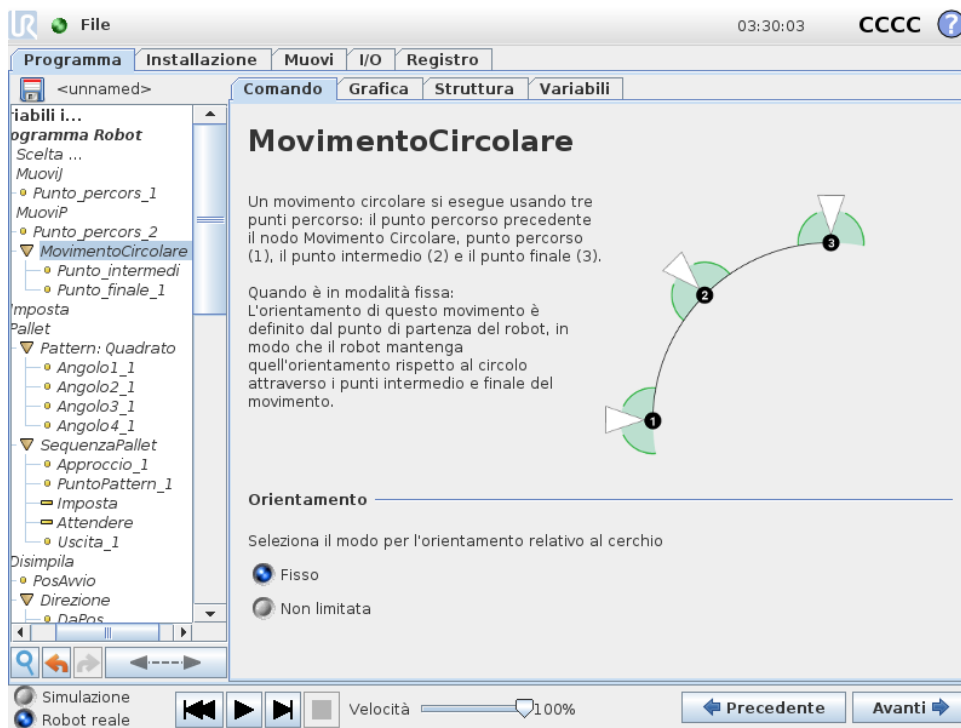 UR File 03:30:03 CCCC ?
Programma Installazione Muovi I/O Registro
<unnamed>
Comando Grafica Struttura Variabili
riabili i...
ogramma Robot
Scelta ...
MuoviJ
Punto_percors_1
MuoviP
Punto_percors_2
MovimentoCircolare
Punto_intermedi
Punto_finale_1
Imposta
Pallet
Pattern: Quadrato
Angolo1_1
Angolo2_1
Angolo3_1
Angolo4_1
SequenzaPallet
Approccio_1
PuntoPattern_1
Imposta
Attendere
Uscita_1
Disimpila
PosAvvio
Direzione
DaPos
MovimentoCircolare
Un movimento circolare si esegue usando tre
punti percorso: il punto percorso precedente
il nodo Movimento Circolare, punto percorso
(1), il punto intermedio (2) e il punto finale (3).
Quando è in modalità fissa:
L'orientamento di questo movimento è
definito dal punto di partenza del robot, in
modo che il robot mantenga
quell'orientamento rispetto al circolo
attraverso i punti intermedio e finale del
movimento.
3
2
1
Orientamento
Seleziona il modo per l'orientamento relativo al cerchio
Fisso
Non limitata
Simulazione
Robot reale
Velocità 100%
Precedente
Avanti